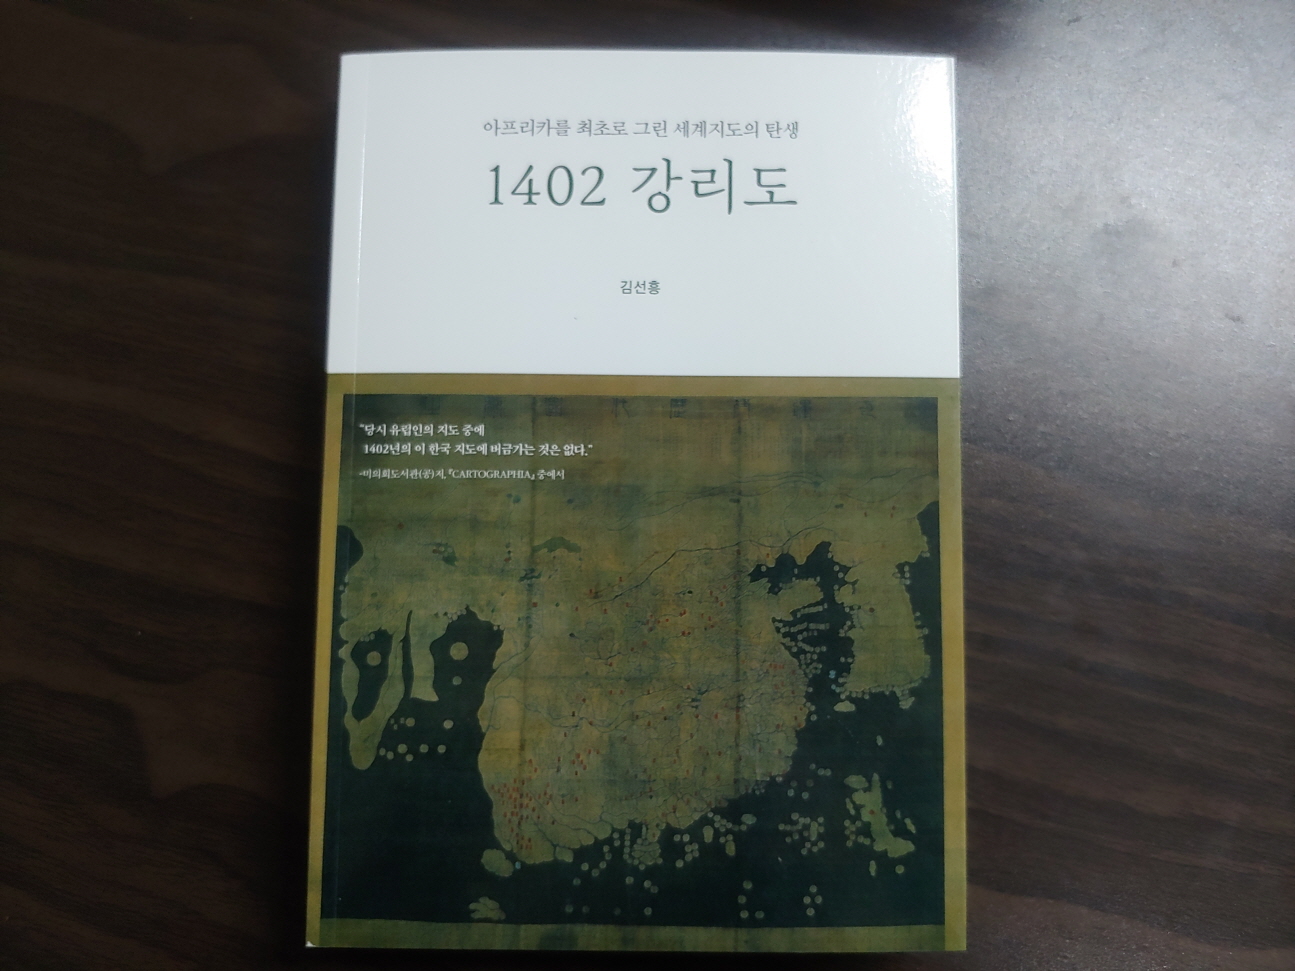 아프리카를 최초로 그린 세계지도의 탄생
1402 강리도
김선흥
"당시 유럽인의 지도 중에
1402년의 이 한국 지도에 버금가는 것은 없다."
-미의회도서관(공)저, 『CARTOGRAPHIA』 중에서